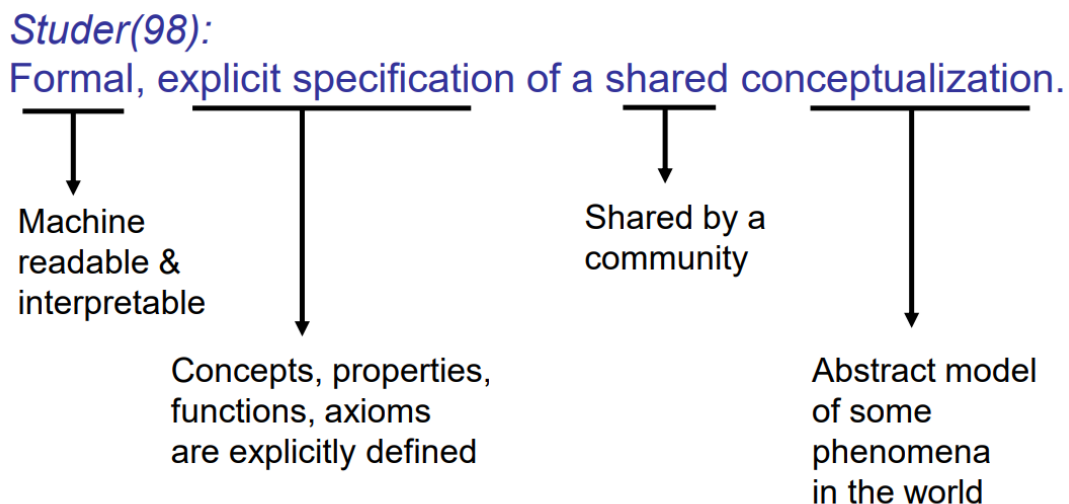 Studer(98):
Formal, explicit specification of a shared conceptualization.
Machine
readable &
interpretable
Concepts, properties,
functions, axioms
are explicitly defined
Shared by a
community
Abstract model
of some
phenomena
in the world